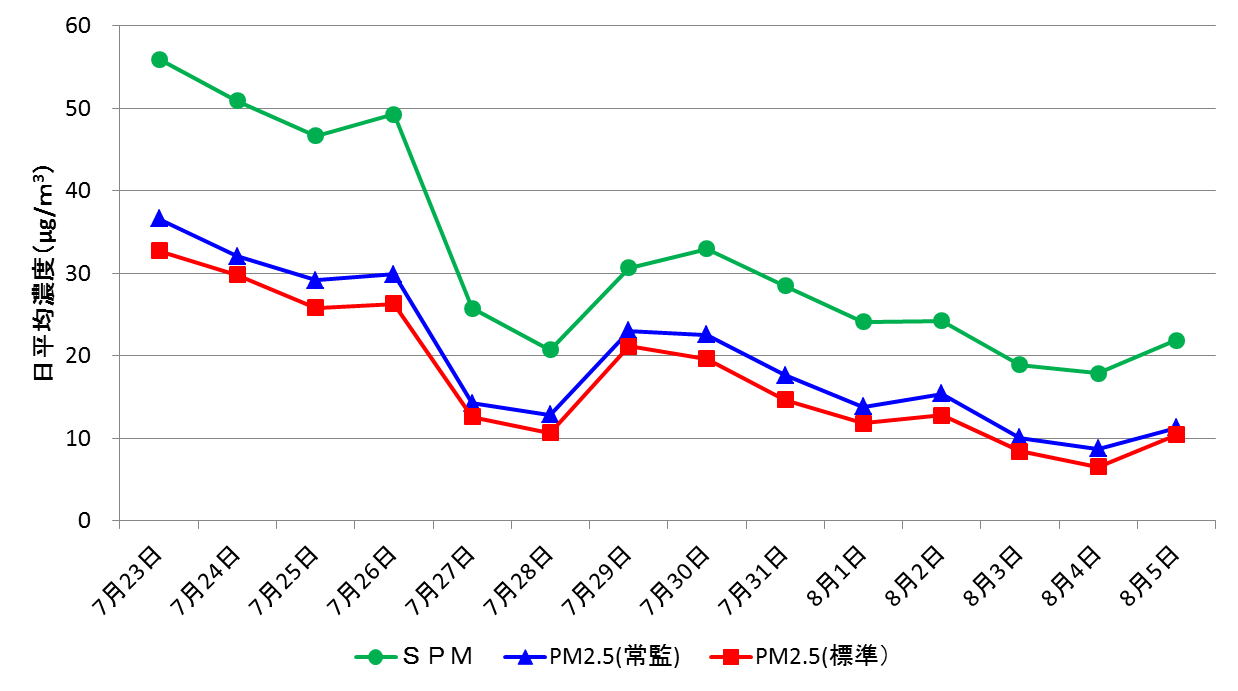 60
50
40
30
20
10
0
日平均濃度(μg/m³)
7月23日
7月24日
7月25日
7月26日
7月27日
7月28日
7月29日
7月30日
7月31日
8月1日
8月2日
8月3日
8月4日
8月5日
ＳＰＭ PM2.5(常監) PM2.5(標準）